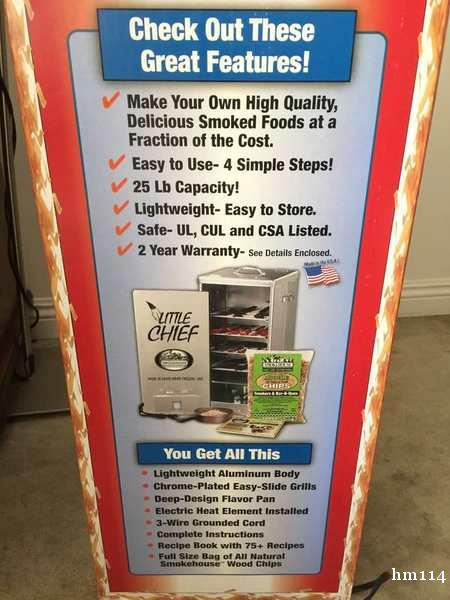 Check Out These
Great Features!
Make Your Own High Quality,
Delicious Smoked Foods at a
Fraction of the Cost.
Easy to Use- 4 Simple Steps!
25 Lb Capacity!
Lightweight- Easy to Store.
Safe- UL, CUL and CSA Listed.
2 Year Warranty- See Details Enclosed.
Made in the U.S.A.!
LITTLE
CHIEF
CHIPS
You Get All This
Lightweight Aluminum Body
Chrome-Plated Easy-Slide Grills
Deep-Design Flavor Pan
Electric Heat Element Installed
3-Wire Grounded Cord
Complete Instructions
Recipe Book with 75+ Recipes
Full Size Bag of All Natural
Smokehouse™ Wood Chips
hm114